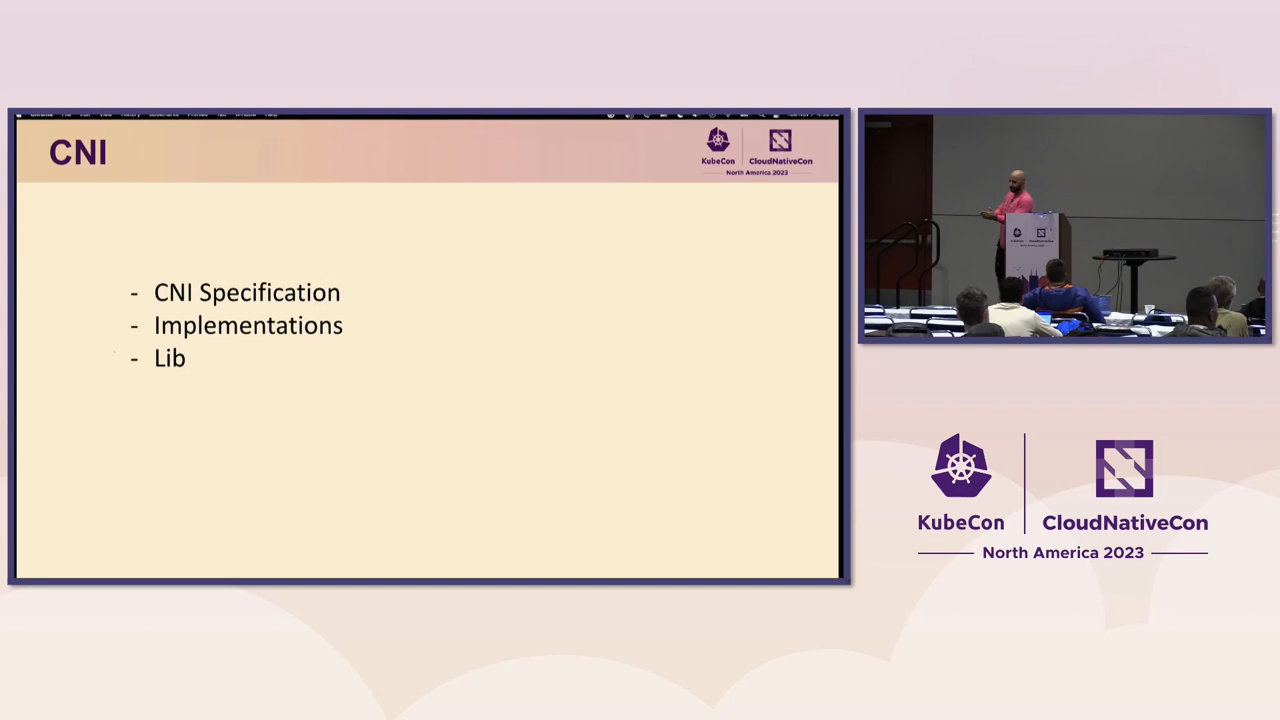 CNI
KubeCon
CloudNativeCon
North America 2023
- CNI Specification
- Implementations
- Lib
KubeCon
CloudNativeCon
North America 2023